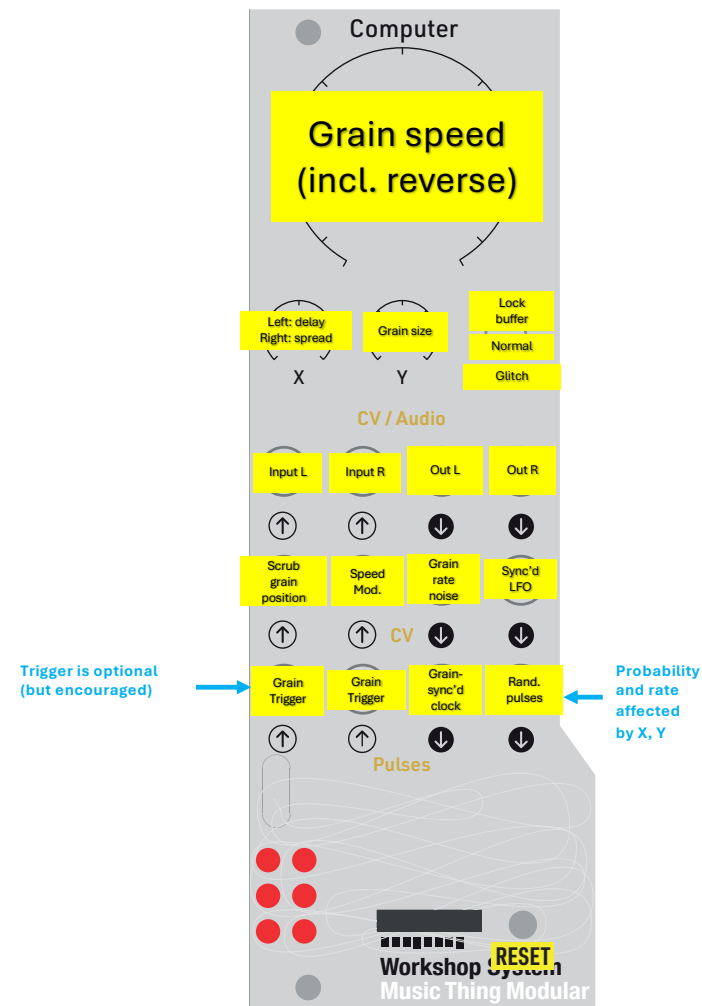 Computer
Grain speed
(incl. reverse)
Left: delay
Right: spread
Grain size
Lock
buffer
Normal
Glitch
X
Y
CV / Audio
Input L
Input R
Out L
Out R
Scrub
grain
position
Speed
Mod.
Grain
rate
noise
Sync’d
LFO
CV
Trigger is optional
(but encouraged)
Grain
Trigger
Grain
Trigger
Grain-
sync’d
clock
Rand.
pulses
Probability
and rate
affected
by X, Y
Pulses
RESET
Workshop System
Music Thing Modular